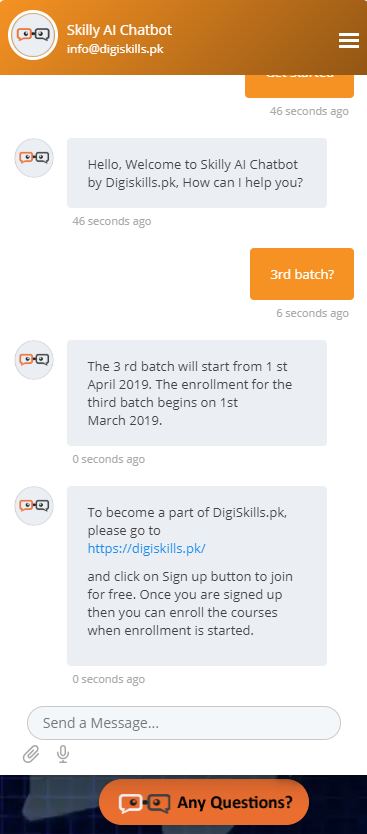 Skilly AI Chatbot
info@digiskills.pk
Get Started
46 seconds ago
Hello, Welcome to Skilly AI Chatbot
by Digiskills.pk, How can I help you?
46 seconds ago
3rd batch?
6 seconds ago
The 3 rd batch will start from 1 st
April 2019. The enrollment for the
third batch begins on 1st
March 2019.
0 seconds ago
To become a part of DigiSkills.pk,
please go to
https://digiskills.pk/
and click on Sign up button to join
for free. Once you are signed up
then you can enroll the courses
when enrollment is started.
0 seconds ago
Send a Message...
Any Questions?